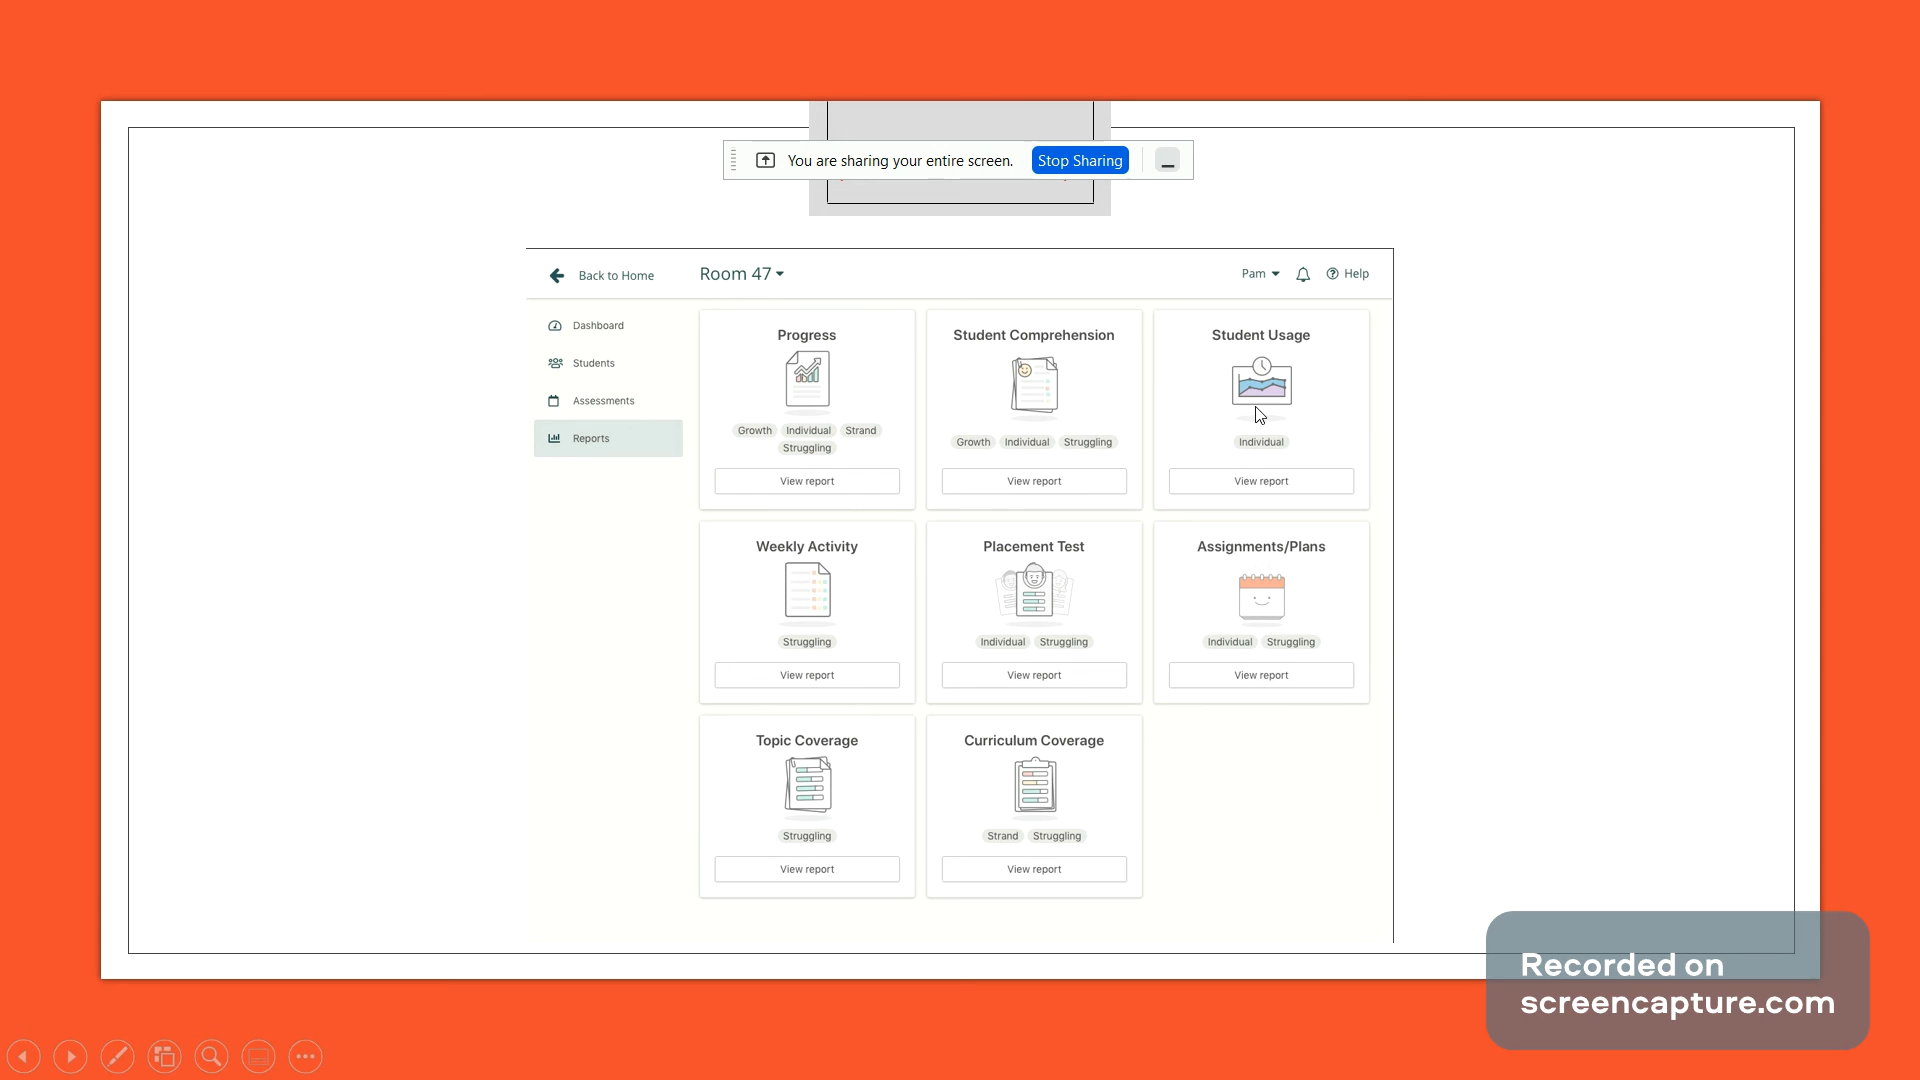 You are sharing your entire screen. Stop Sharing
Back to Home
Room 47
Pam
Help
Dashboard
Students
Assessments
Reports
Progress
Growth Individual Strand
Struggling
View report
Student Comprehension
Growth Individual Struggling
View report
Student Usage
Individual
View report
Weekly Activity
Struggling
View report
Placement Test
Individual Struggling
View report
Assignments/Plans
Individual Struggling
View report
Topic Coverage
Struggling
View report
Curriculum Coverage
Strand Struggling
View report
Recorded on
screencapture.com